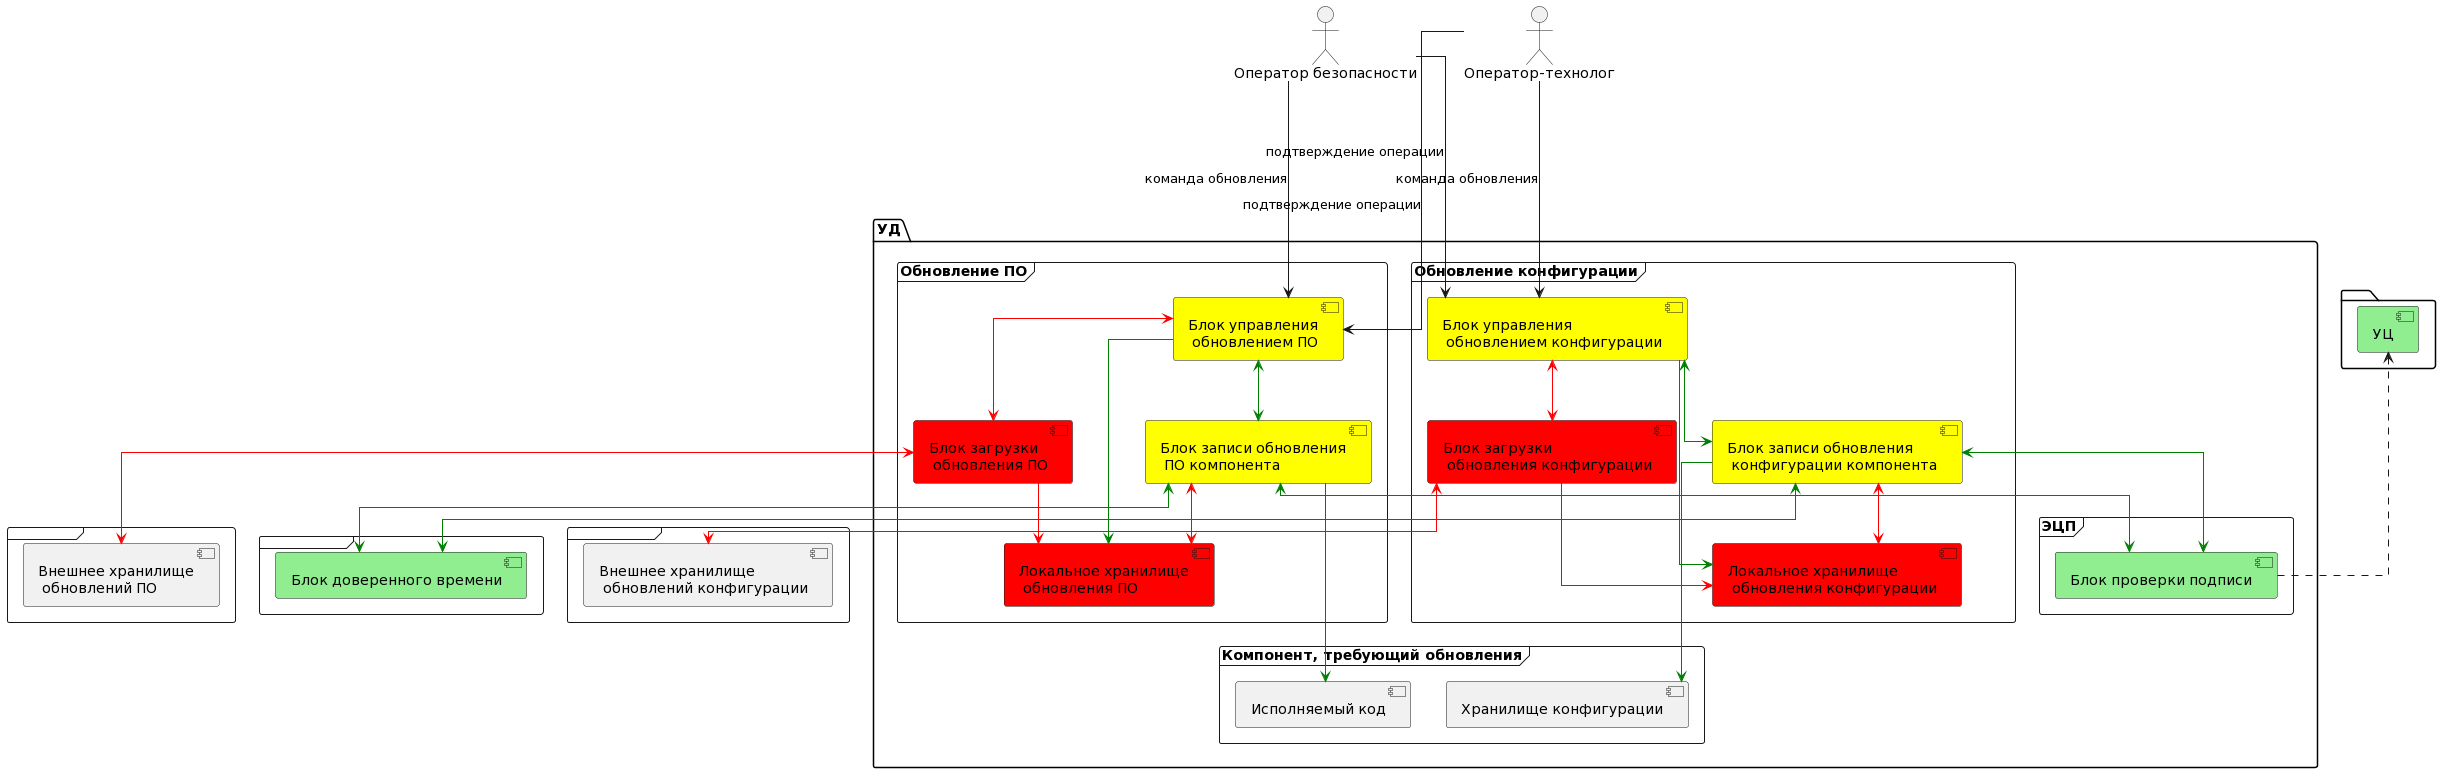 Оператор безопасности
Оператор-технолог
подтверждение операции
команда обновления
команда обновления
подтверждение операции
УД
Обновление ПО
Обновление конфигурации
Блок управления
обновлением ПО
Блок управления
обновлением конфигурации
УЦ
Блок загрузки
обновления ПО
Блок записи обновления
ПО компонента
Блок загрузки
обновления конфигурации
Блок записи обновления
конфигурации компонента
ЭЦП
Внешнее хранилище
обновлений ПО
Блок доверенного времени
Внешнее хранилище
обновлений конфигурации
Локальное хранилище
обновления ПО
Локальное хранилище
обновления конфигурации
Блок проверки подписи
Компонент, требующий обновления
Исполняемый код
Хранилище конфигурации